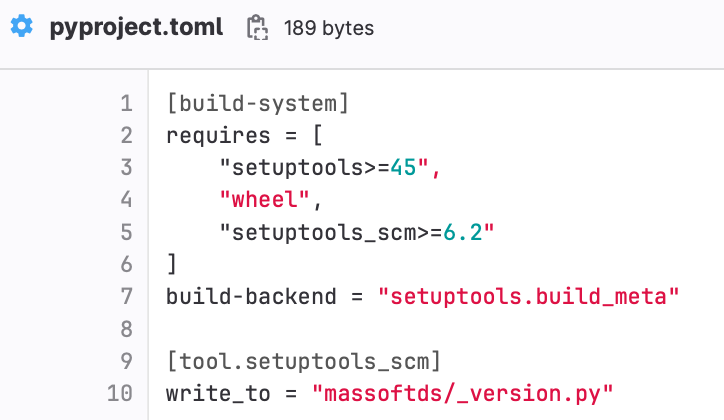 pyproject.toml 189 bytes
1 [build-system]
2 requires = [
3     "setuptools>=45",
4     "wheel",
5     "setuptools_scm>=6.2"
6 ]
7 build-backend = "setuptools.build_meta"
8
9 [tool.setuptools_scm]
10 write_to = "massoftds/_version.py"